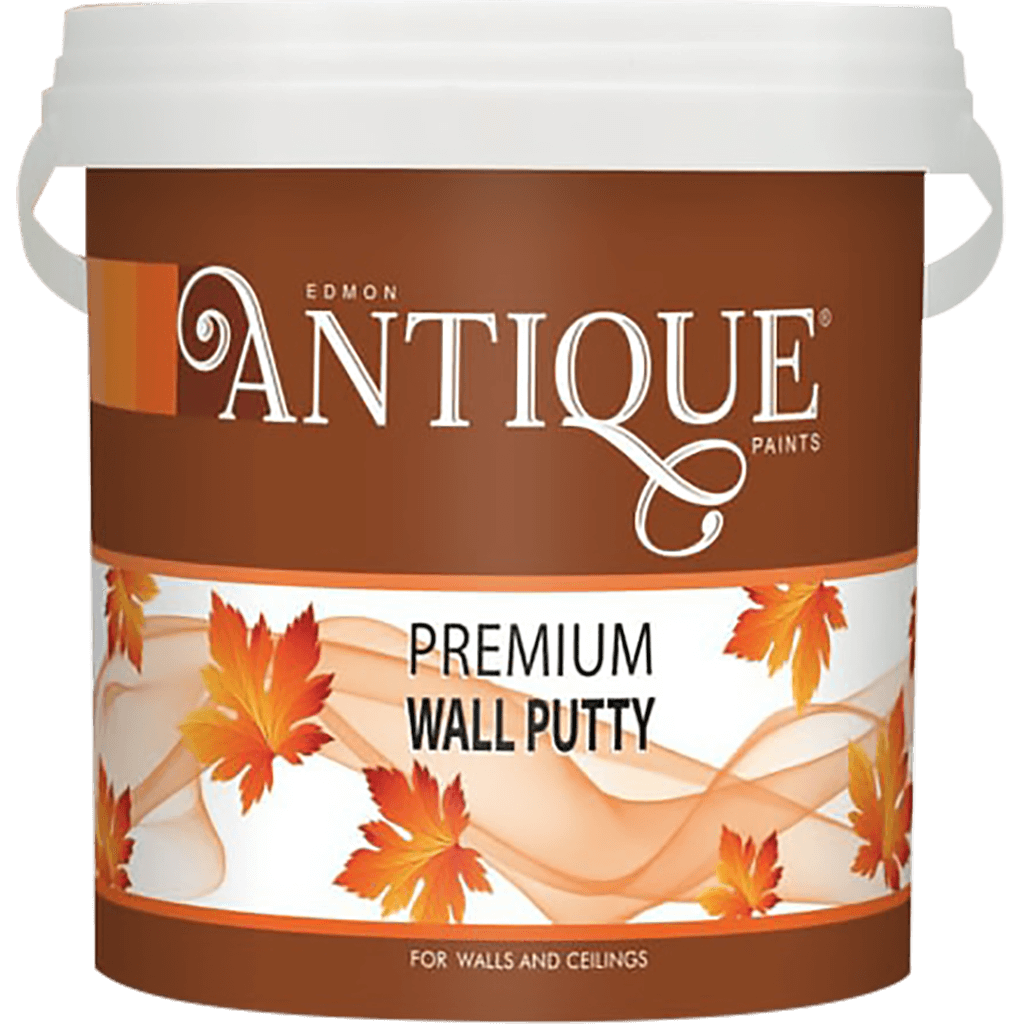 EDMON
ANTIQUE®
PAINTS
PREMIUM
WALL PUTTY
FOR WALLS AND CEILINGS